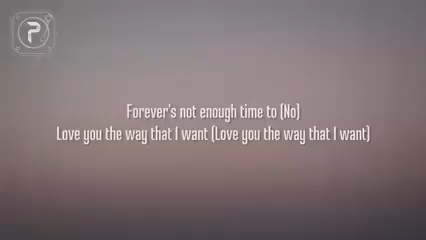 P
Forever's not enough time to (No)
Love you the way that I want (Love you the way that I want)